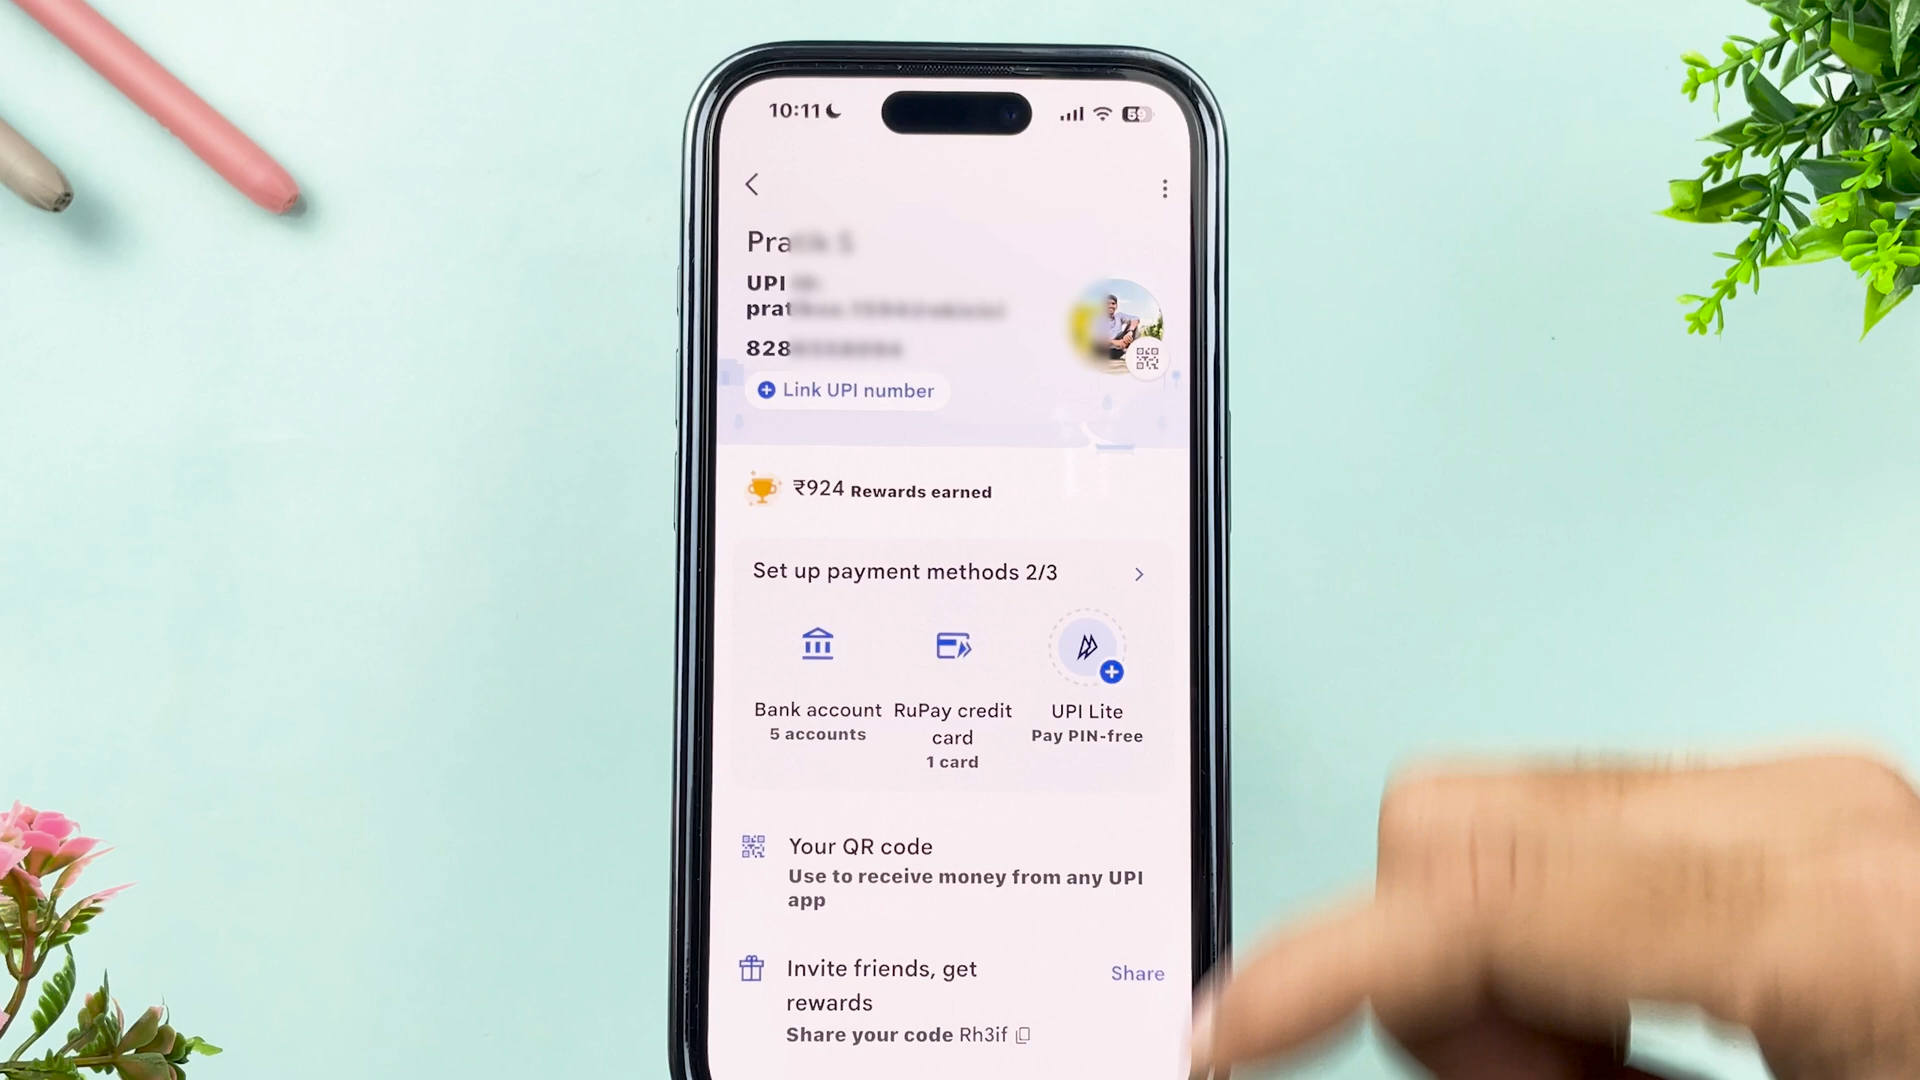 10:11
59
Pra
UPI
prat
828
Link UPI number
₹924 Rewards earned
Set up payment methods 2/3
Bank account
5 accounts
RuPay credit
card
1 card
UPI Lite
Pay PIN-free
Your QR code
Use to receive money from any UPI
app
Invite friends, get
rewards
Share
Share your code Rh3if